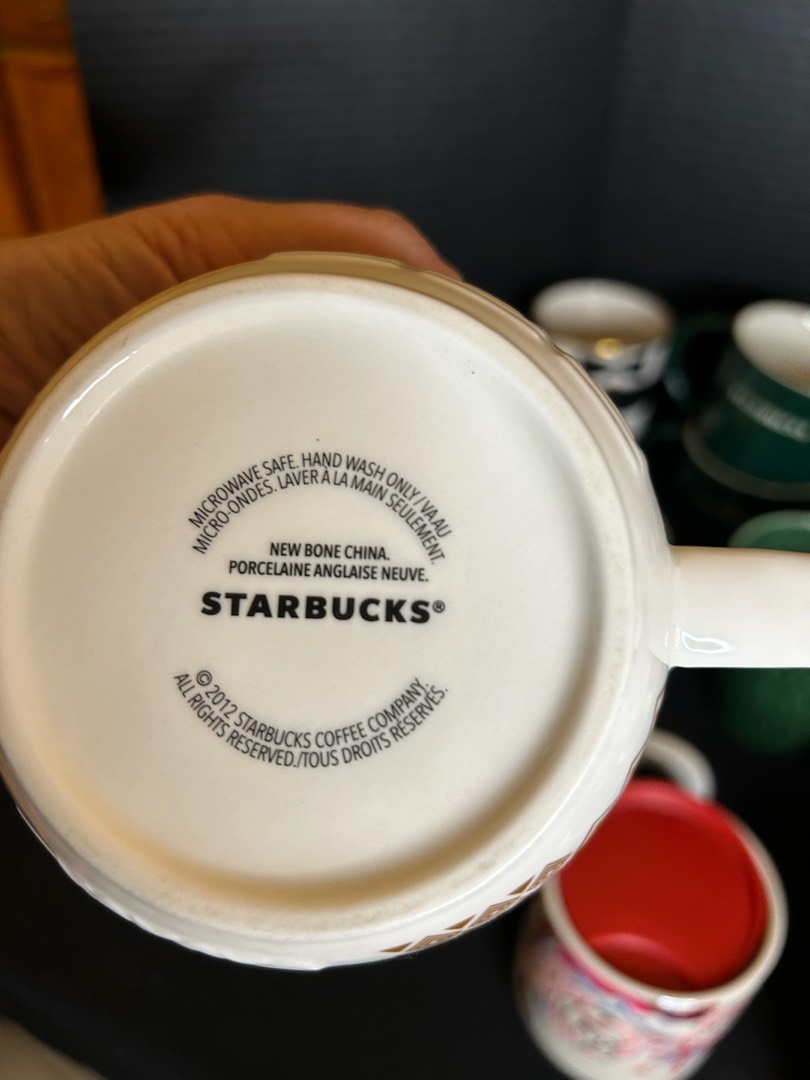 MICROWAVE SAFE. HAND WASH ONLY / VA AU
MICRO-ONDES. LAVER À LA MAIN SEULEMENT.
NEW BONE CHINA.
PORCELAINE ANGLAISE NEUVE.
STARBUCKS®
© 2012 STARBUCKS COFFEE COMPANY.
ALL RIGHTS RESERVED./TOUS DROITS RÉSERVÉS.